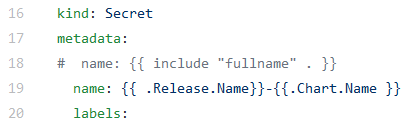 16 kind: Secret
17 metadata:
18 #  name: {{ include "fullname" . }}
19   name: {{ .Release.Name}}-{{.Chart.Name }}
20   labels: